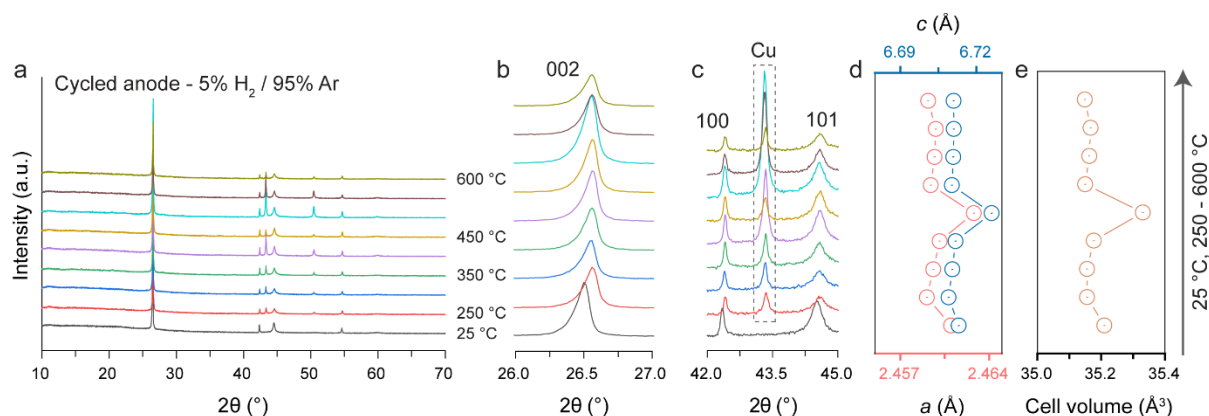 a
Cycled anode - 5% H₂ / 95% Ar
Intensity (a.u.)
600 °C
450 °C
350 °C
250 °C
25 °C
10 20 30 40 50 60 70
2θ (°)
b
002
26.0 26.5 27.0
2θ (°)
c
Cu
100
101
42.0 43.5 45.0
2θ (°)
d
c (Å)
6.69 6.72
2.457 2.464
a (Å)
e
35.0 35.2 35.4
Cell volume (Å³)
25 °C, 250 - 600 °C